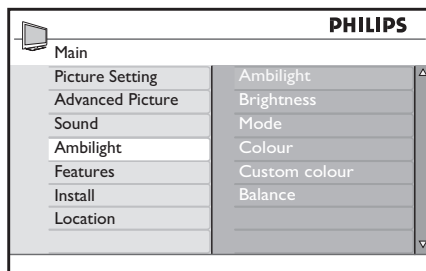 PHILIPS
Main
Picture Setting
Advanced Picture
Sound
Ambilight
Features
Install
Location
Ambilight
Brightness
Mode
Colour
Custom colour
Balance